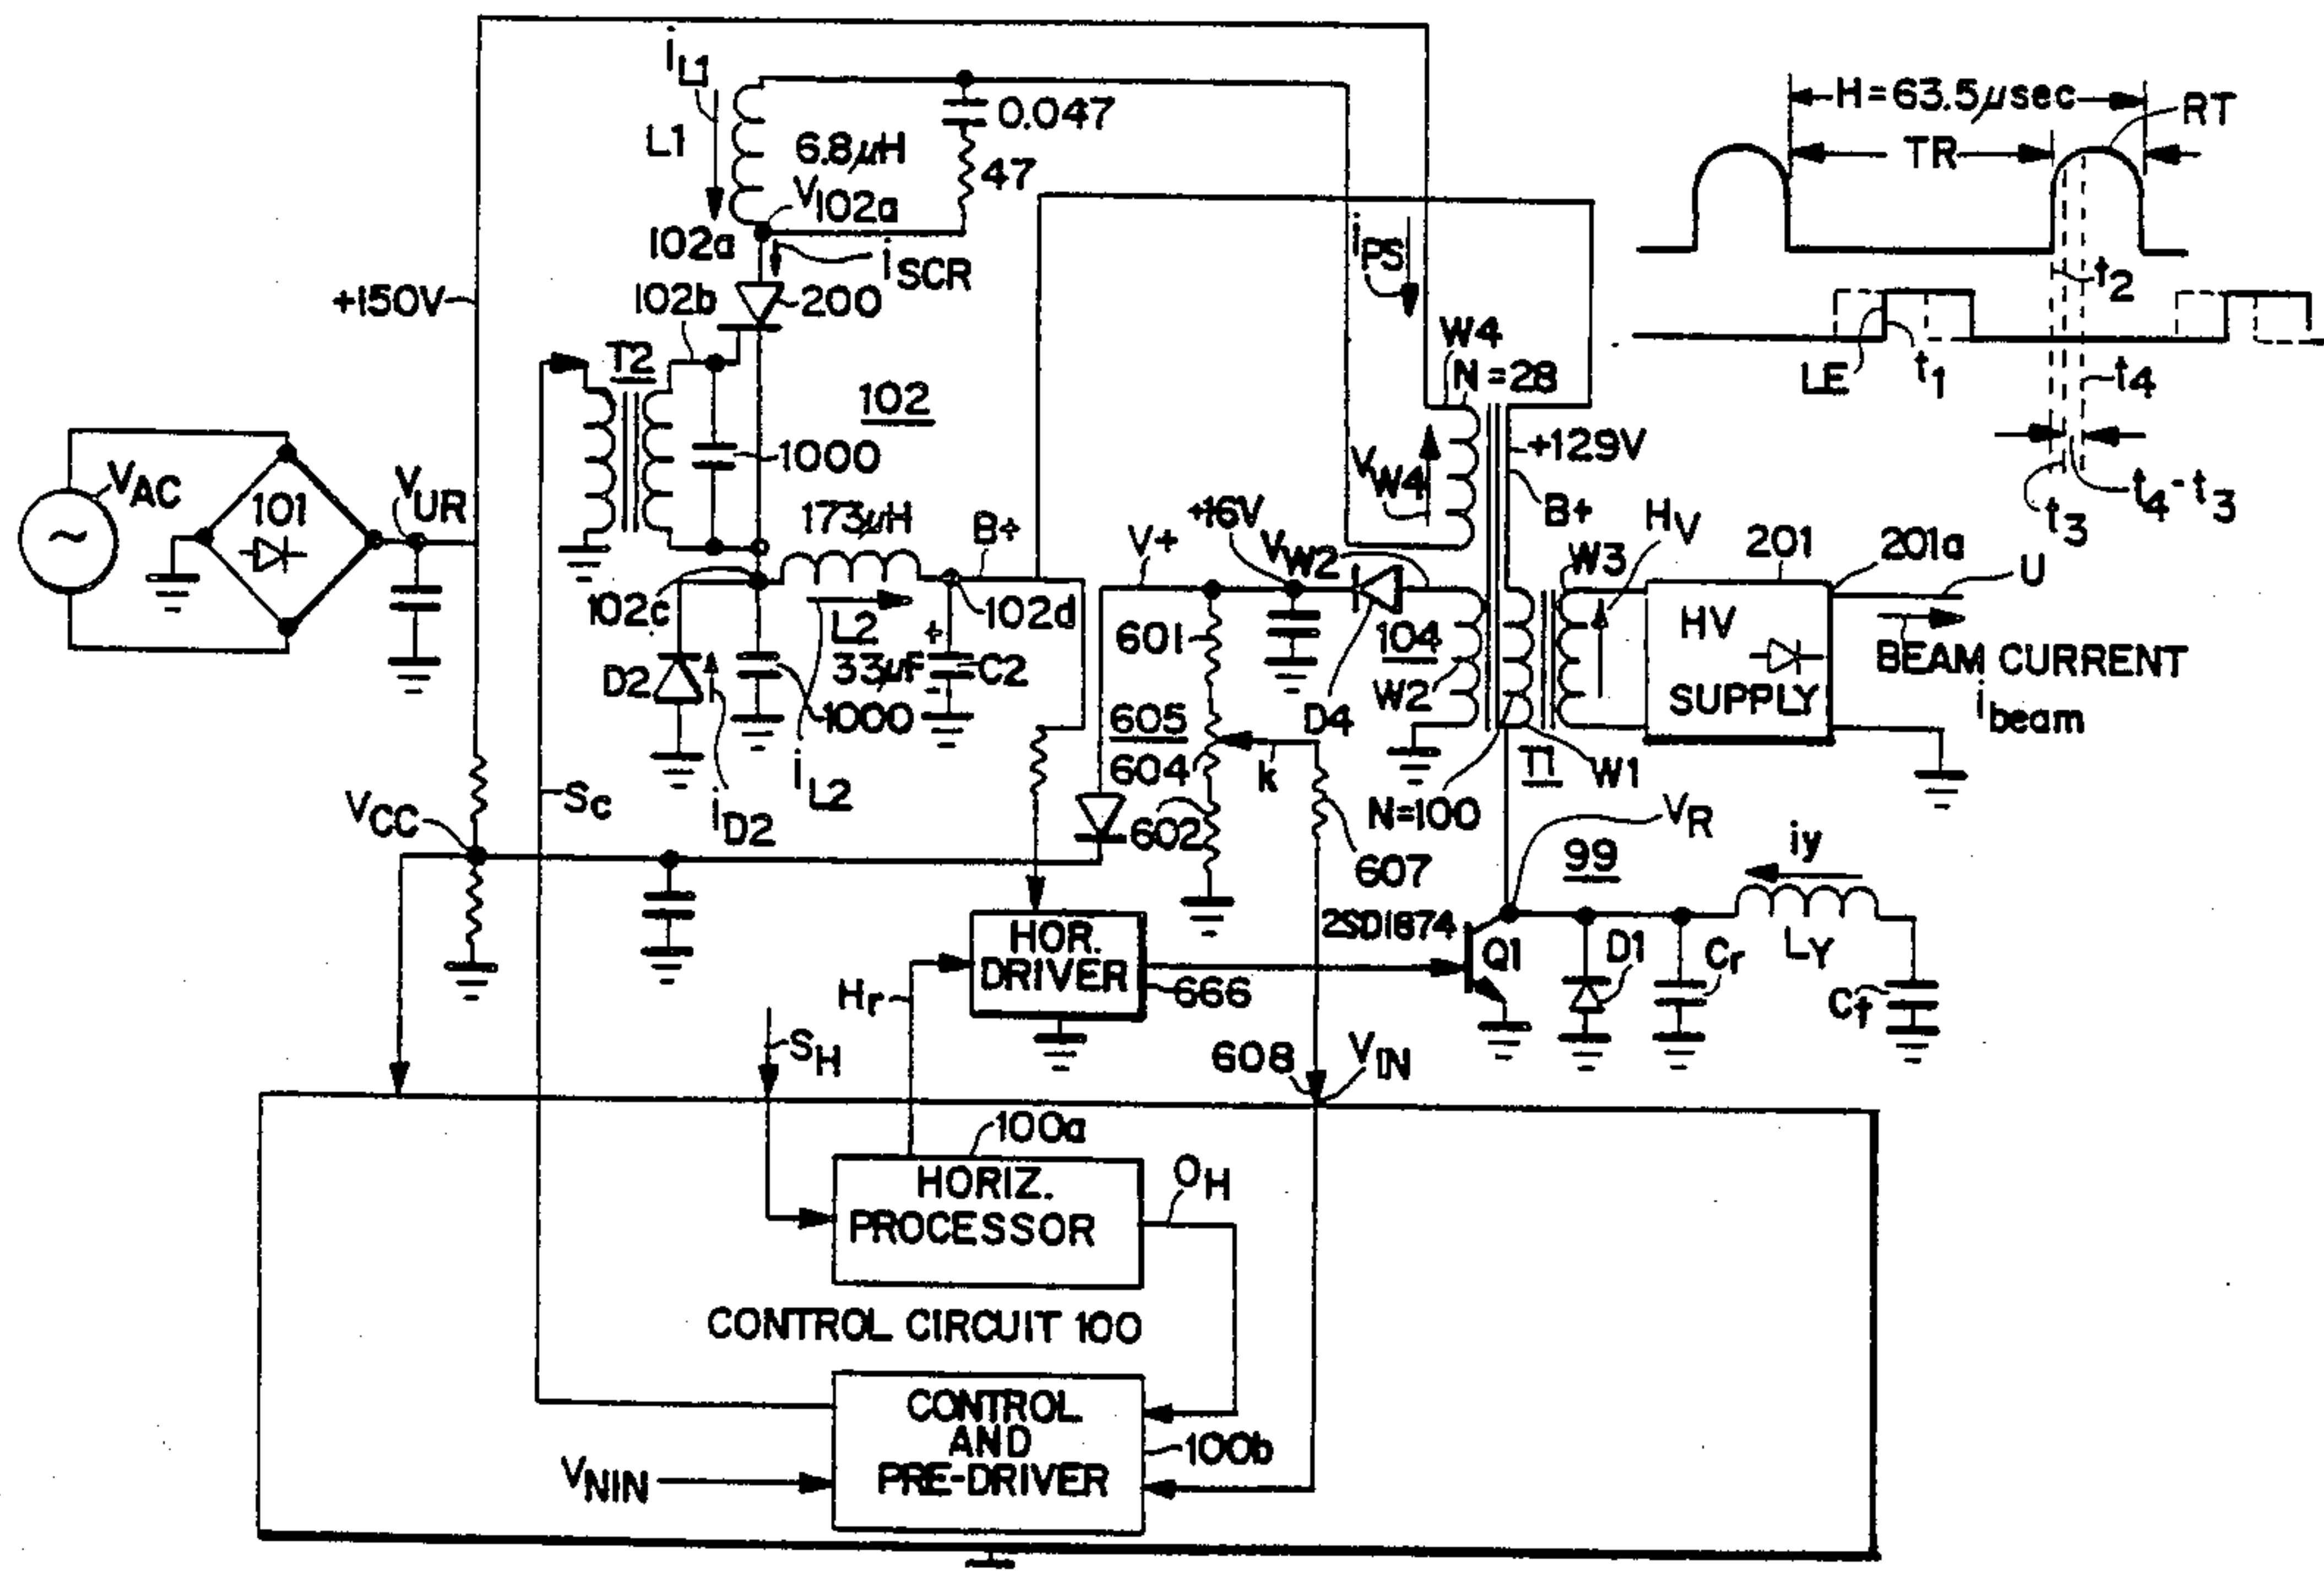 iL1
L1
6.8µH
0.047
47
V102a
102a
iSCR
102b
200
+150V
T2
102
1000
VAC
101
VUR
173µH
B+
102c
L2
102d
D2
33µF
+
-
C2
1000
iD2
iL2
SC
VCC
iPS
W4
N=28
VW4
+129V
B+
+16V
V+
VW2
HV
W3
201
201a
U
HV
SUPPLY
BEAM CURRENT
ibeam
601
104
W2
D4
605
604
k
602
607
N=100
T1
W1
VR
99
iy
2SD1874
Q1
D1
Cr
LY
Ct
HOR.
DRIVER
666
Hr
SH
608
VIN
100a
HORIZ.
PROCESSOR
OH
CONTROL CIRCUIT 100
CONTROL
AND
PRE-DRIVER
100b
VNIN
H=63.5µsec
RT
TR
t2
LE
t1
t4
t3
t4-t3